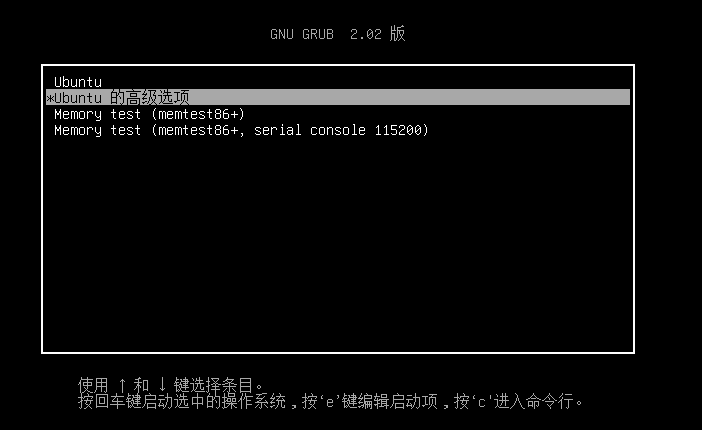 GNU GRUB  2.02 版
Ubuntu
*Ubuntu 的高级选项
Memory test (memtest86+)
Memory test (memtest86+, serial console 115200)
使用 ↑ 和 ↓ 键选择条目。
按回车键启动选中的操作系统，按‘e’键编辑启动项，按‘c'进入命令行。